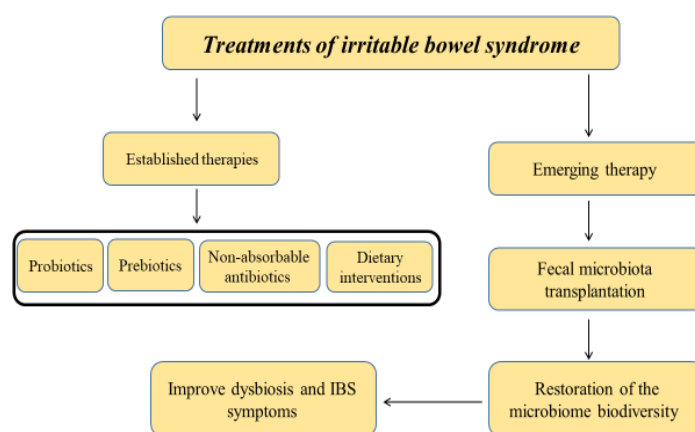 Treatments of irritable bowel syndrome
Established therapies
Probiotics
Prebiotics
Non-absorbable
antibiotics
Dietary
interventions
Emerging therapy
Fecal microbiota
transplantation
Restoration of the
microbiome biodiversity
Improve dysbiosis and IBS
symptoms